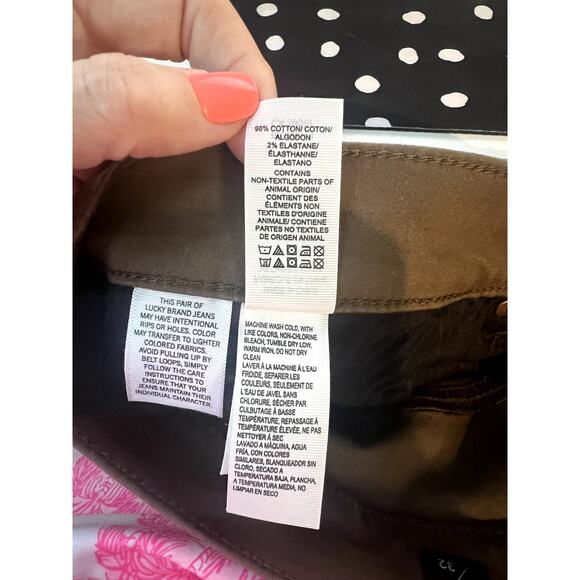 98% COTTON/ COTON/
ALGODON
2% ELASTANE/
ÉLASTHANNE/
ELASTANO
CONTAINS
NON-TEXTILE PARTS OF
ANIMAL ORIGIN/
CONTIENT DES
ÉLÉMENTS NON
TEXTILES D'ORIGINE
ANIMALE/ CONTIENE
PARTES NO TEXTILES
DE ORIGEN ANIMAL
THIS PAIR OF
LUCKY BRAND JEANS
MAY HAVE INTENTIONAL
RIPS OR HOLES. COLOR
MAY TRANSFER TO LIGHTER
COLORED FABRICS.
AVOID PULLING UP BY
BELT LOOPS, SIMPLY
FOLLOW THE CARE
INSTRUCTIONS TO
ENSURE THAT YOUR
JEANS MAINTAIN THEIR
INDIVIDUAL CHARACTER.
MACHINE WASH COLD, WITH
LIKE COLORS, NON-CHLORINE
BLEACH, TUMBLE DRY LOW,
WARM IRON, DO NOT DRY
CLEAN
LAVER À LA MACHINE À L'EAU
FROIDE, SÉPARER LES
COULEURS, SEULEMENT DE
L'EAU DE JAVEL SANS
CHLORURE, SÉCHER PAR
CULBUTAGE À BASSE
TEMPÉRATURE, REPASSAGE À
TEMPÉRATURE ÉLEVÉE, NE PAS
NETTOYER À SEC
LAVADO A MÁQUINA, AGUA
FRÍA, CON COLORES
SIMILARES, BLANQUEADOR SIN
CLORO, SECADO A
TEMPERATURA BAJA, PLANCHA,
A TEMPERATURA MEDIA, NO
LIMPIAR EN SECO
/ 32